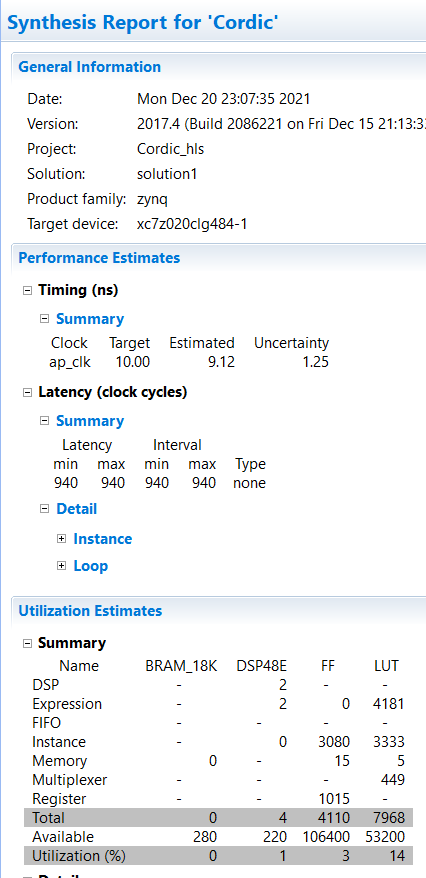 Synthesis Report for 'Cordic'
General Information
Date: Mon Dec 20 23:07:35 2021
Version: 2017.4 (Build 2086221 on Fri Dec 15 21:13:3
Project: Cordic_hls
Solution: solution1
Product family: zynq
Target device: xc7z020clg484-1
Performance Estimates
Timing (ns)
Summary
Clock Target Estimated Uncertainty
ap_clk 10.00 9.12 1.25
Latency (clock cycles)
Summary
Latency Interval
min max min max Type
940 940 940 940 none
Detail
Instance
Loop
Utilization Estimates
Summary
Name BRAM_18K DSP48E FF LUT
DSP - 2 - -
Expression - 2 0 4181
FIFO - - - -
Instance - 0 3080 3333
Memory 0 - 15 5
Multiplexer - - - 449
Register - - 1015 -
Total 0 4 4110 7968
Available 280 220 106400 53200
Utilization (%) 0 1 3 14